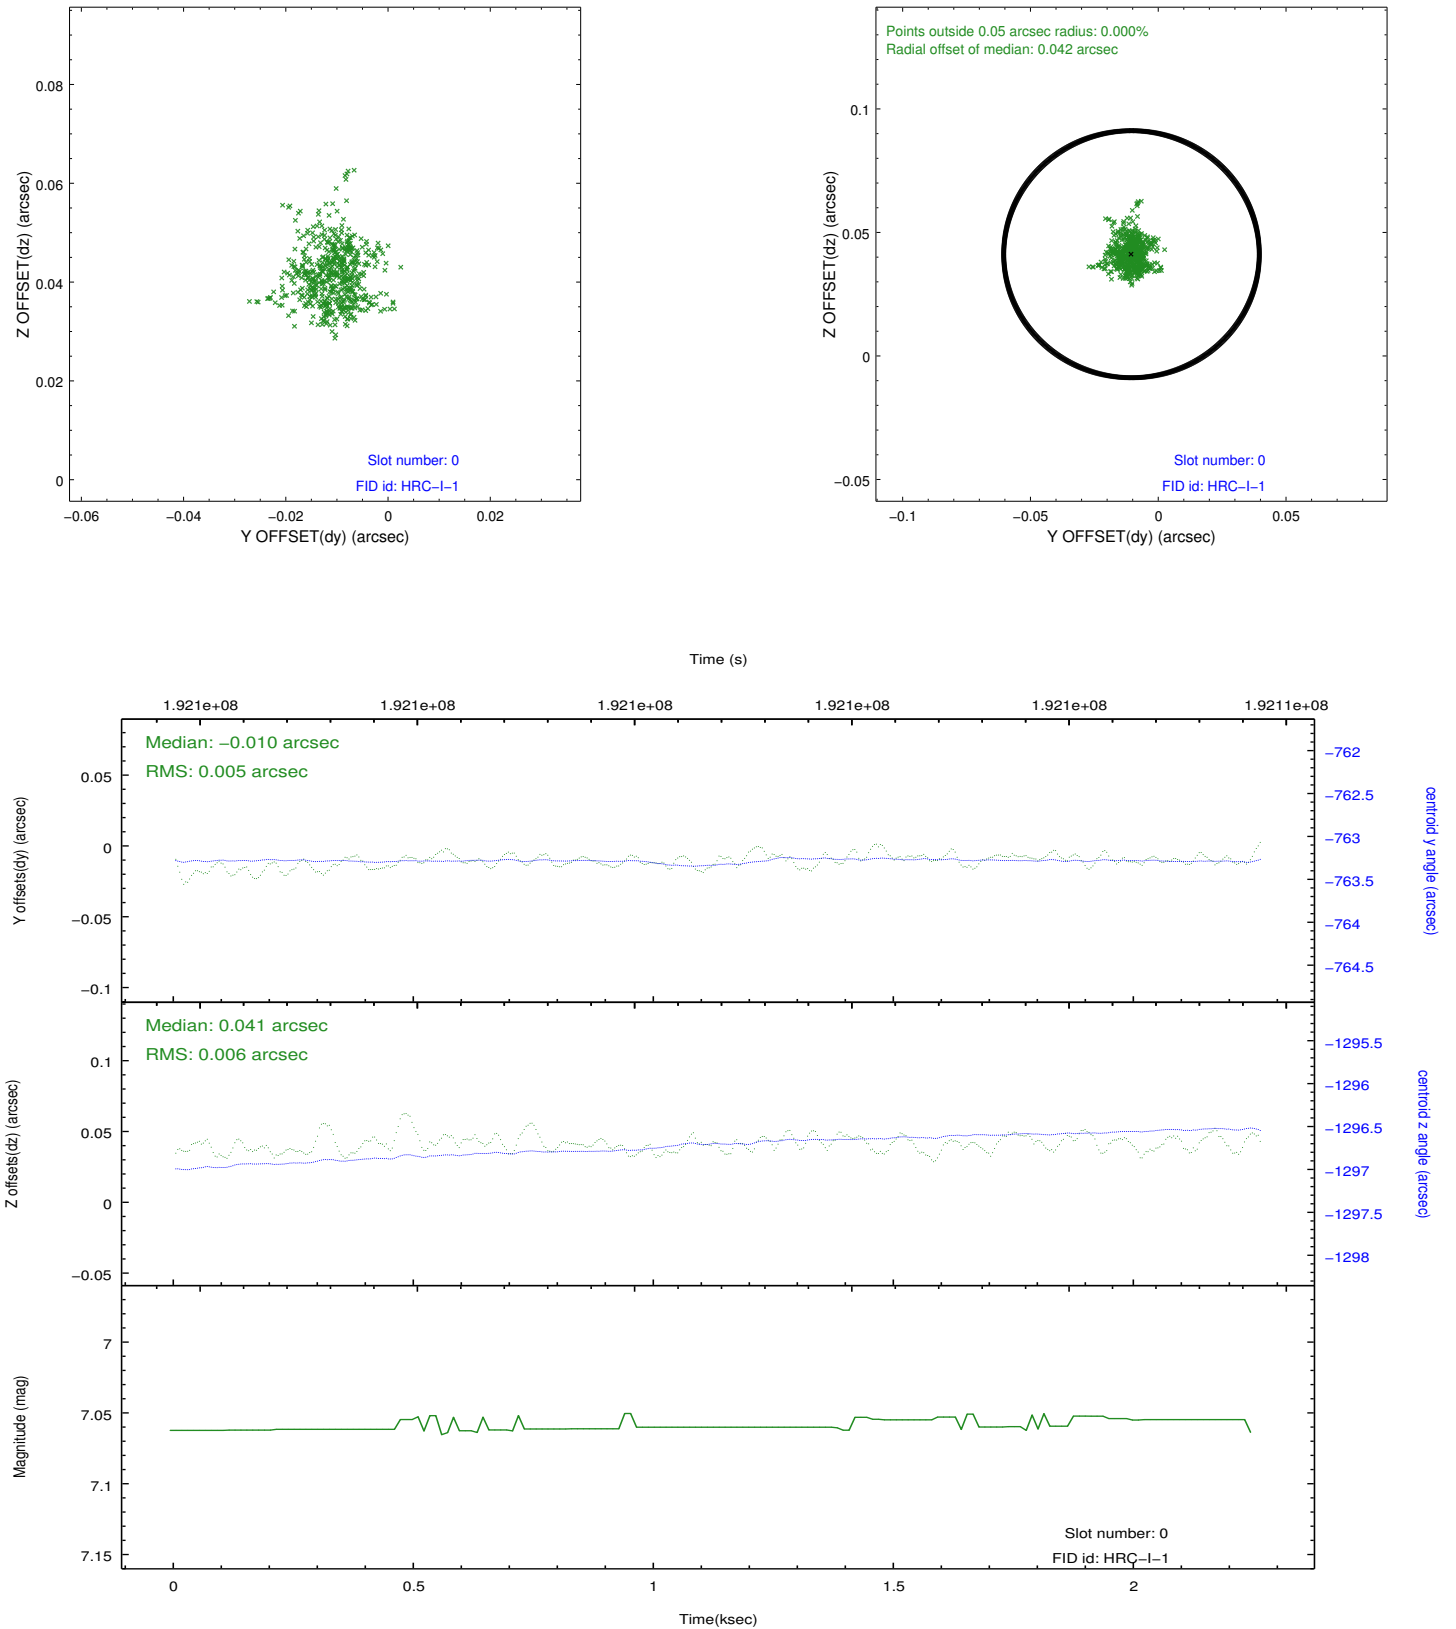 0.08
0.06
0.04
0.02
0
Z OFFSET(dz) (arcsec)
Slot number: 0
FID id: HRC−I−1
−0.06 −0.04 −0.02 0 0.02
Y OFFSET(dy) (arcsec)
Points outside 0.05 arcsec radius: 0.000%
Radial offset of median: 0.042 arcsec
0.1
0.05
0
−0.05
Z OFFSET(dz) (arcsec)
Slot number: 0
FID id: HRC−I−1
−0.1 −0.05 0 0.05
Y OFFSET(dy) (arcsec)
Time (s)
1.921e+08 1.921e+08 1.921e+08 1.921e+08 1.921e+08 1.9211e+08
Median: −0.010 arcsec
RMS: 0.005 arcsec
0.05
0
−0.05
−0.1
Y offsets(dy) (arcsec)
−762
−762.5
−763
−763.5
−764
−764.5
centroid y angle (arcsec)
Median: 0.041 arcsec
RMS: 0.006 arcsec
0.1
0.05
0
−0.05
Z offsets(dz) (arcsec)
−1295.5
−1296
−1296.5
−1297
−1297.5
−1298
centroid z angle (arcsec)
7
7.05
7.1
7.15
Magnitude (mag)
Slot number: 0
FID id: HRC−I−1
0 0.5 1 1.5 2
Time(ksec)